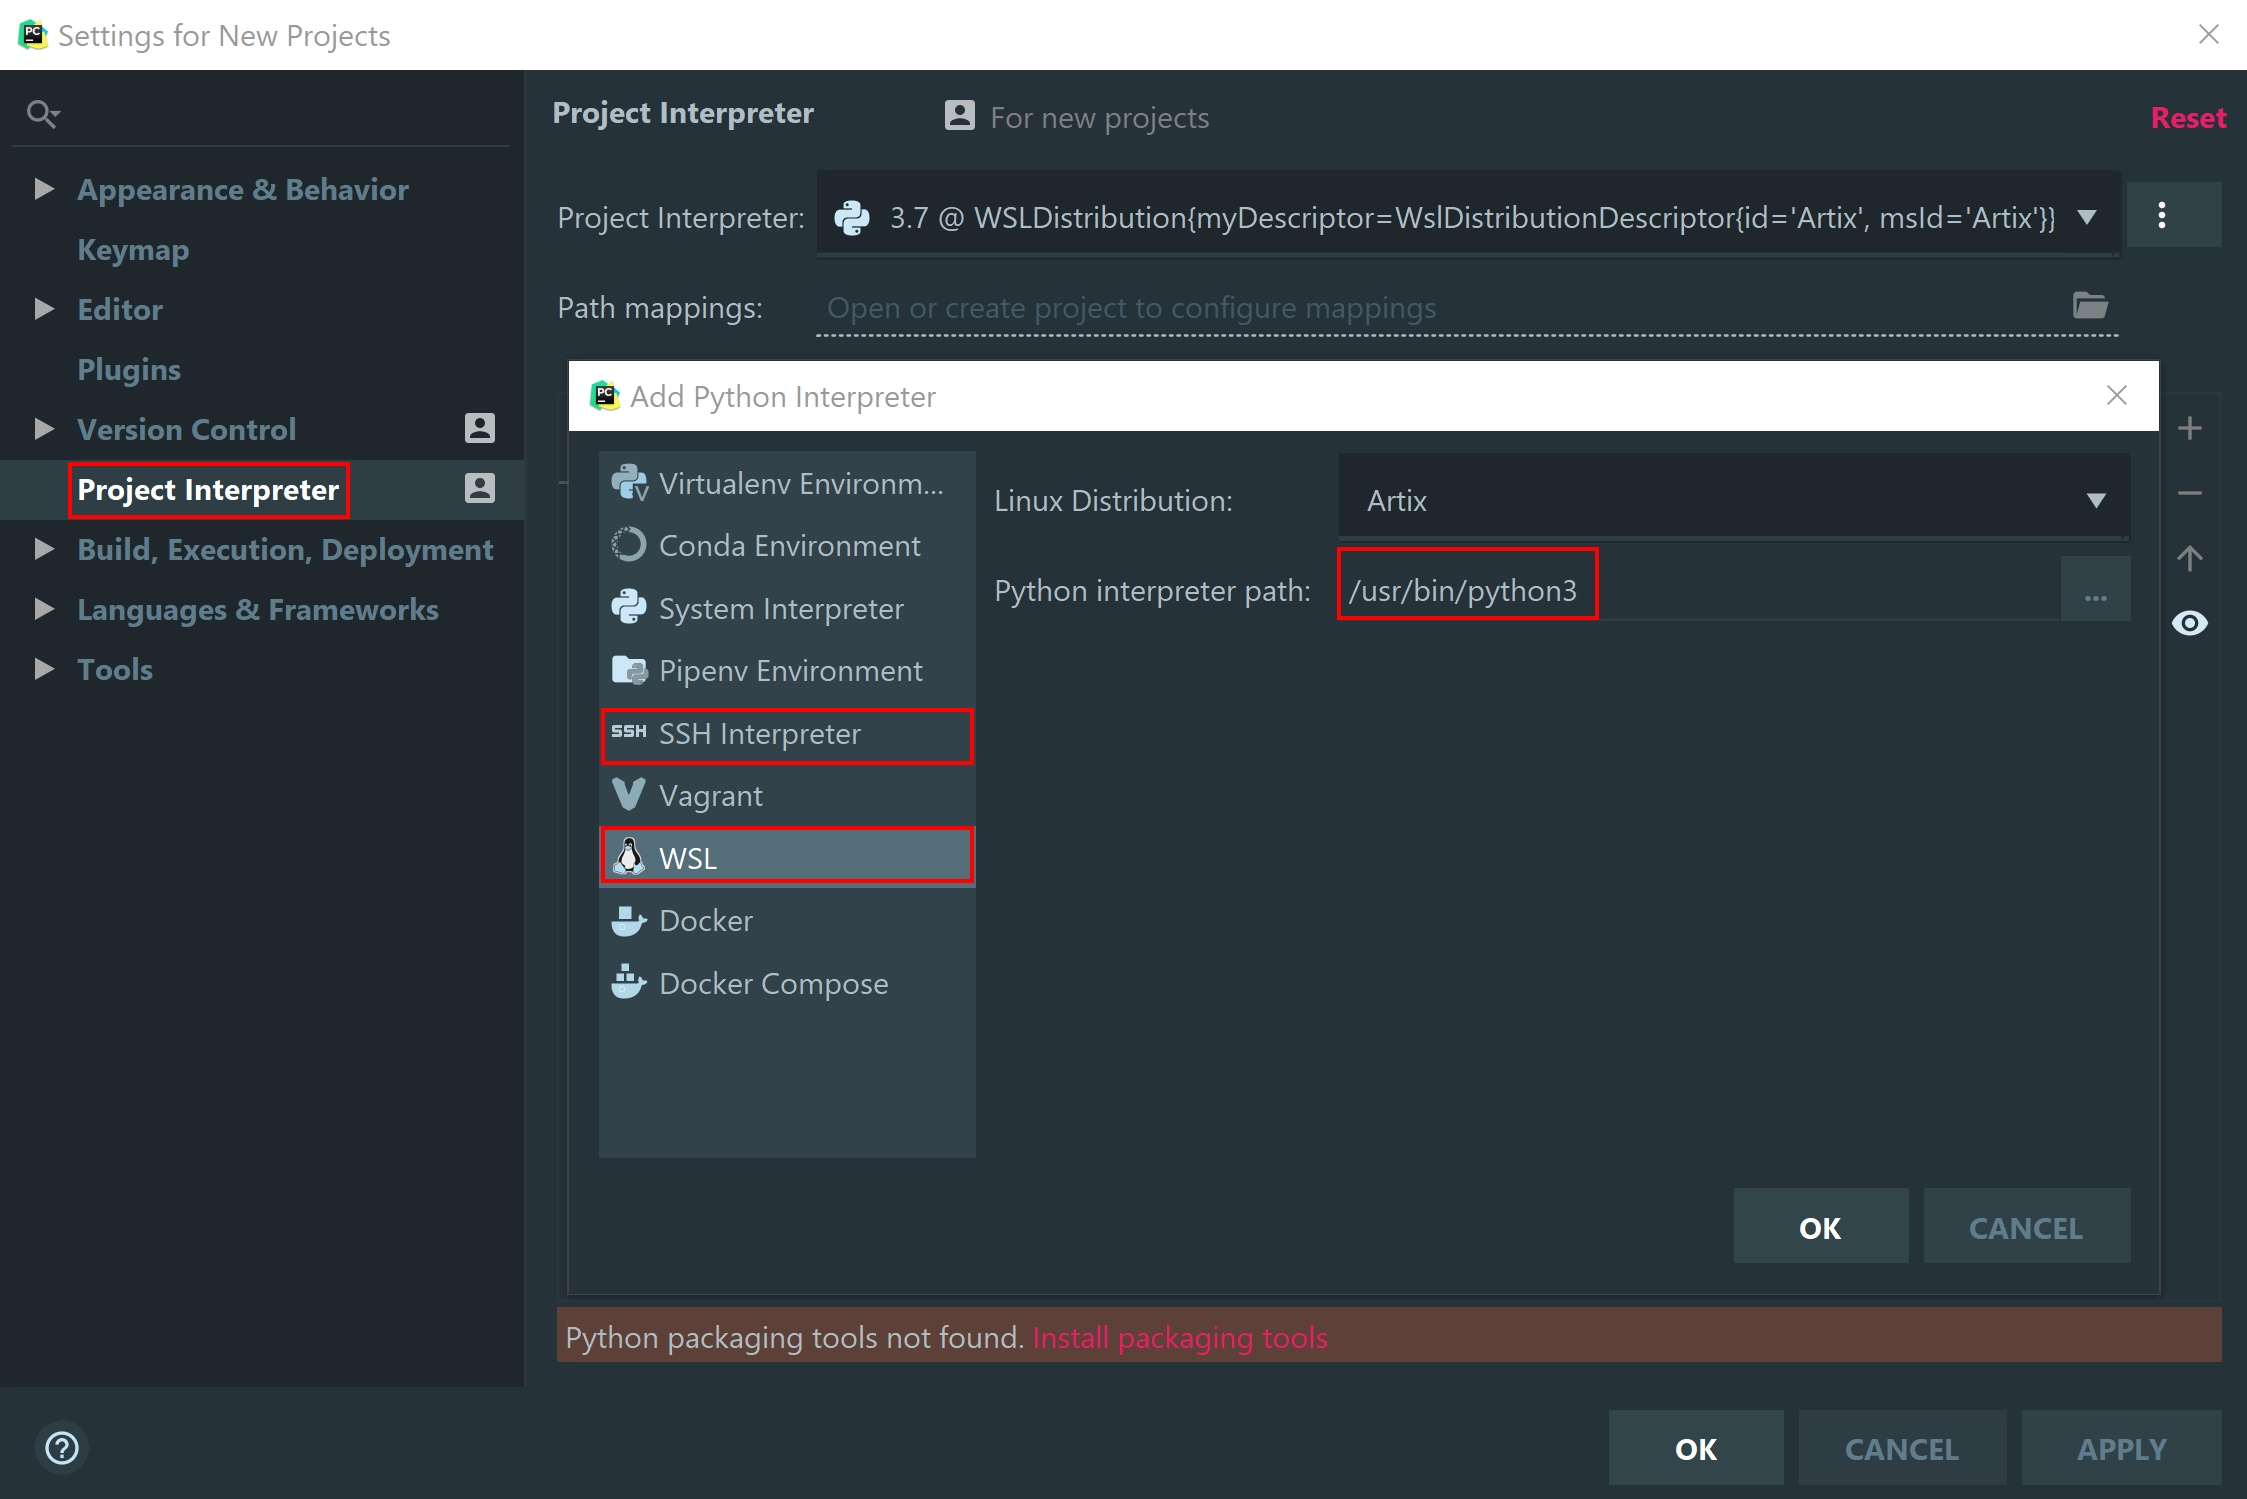 Settings for New Projects
Project Interpreter
For new projects
Reset
Appearance & Behavior
Keymap
Editor
Plugins
Version Control
Project Interpreter
Build, Execution, Deployment
Languages & Frameworks
Tools
Project Interpreter:
3.7 @ WSLDistribution{myDescriptor=WslDistributionDescriptor{id='Artix', msId='Artix'}}
Path mappings:
Open or create project to configure mappings
Add Python Interpreter
Virtualenv Environm...
Conda Environment
System Interpreter
Pipenv Environment
SSH SSH Interpreter
Vagrant
WSL
Docker
Docker Compose
Linux Distribution:
Artix
Python interpreter path:
/usr/bin/python3
...
OK
CANCEL
Python packaging tools not found. Install packaging tools
OK
CANCEL
APPLY